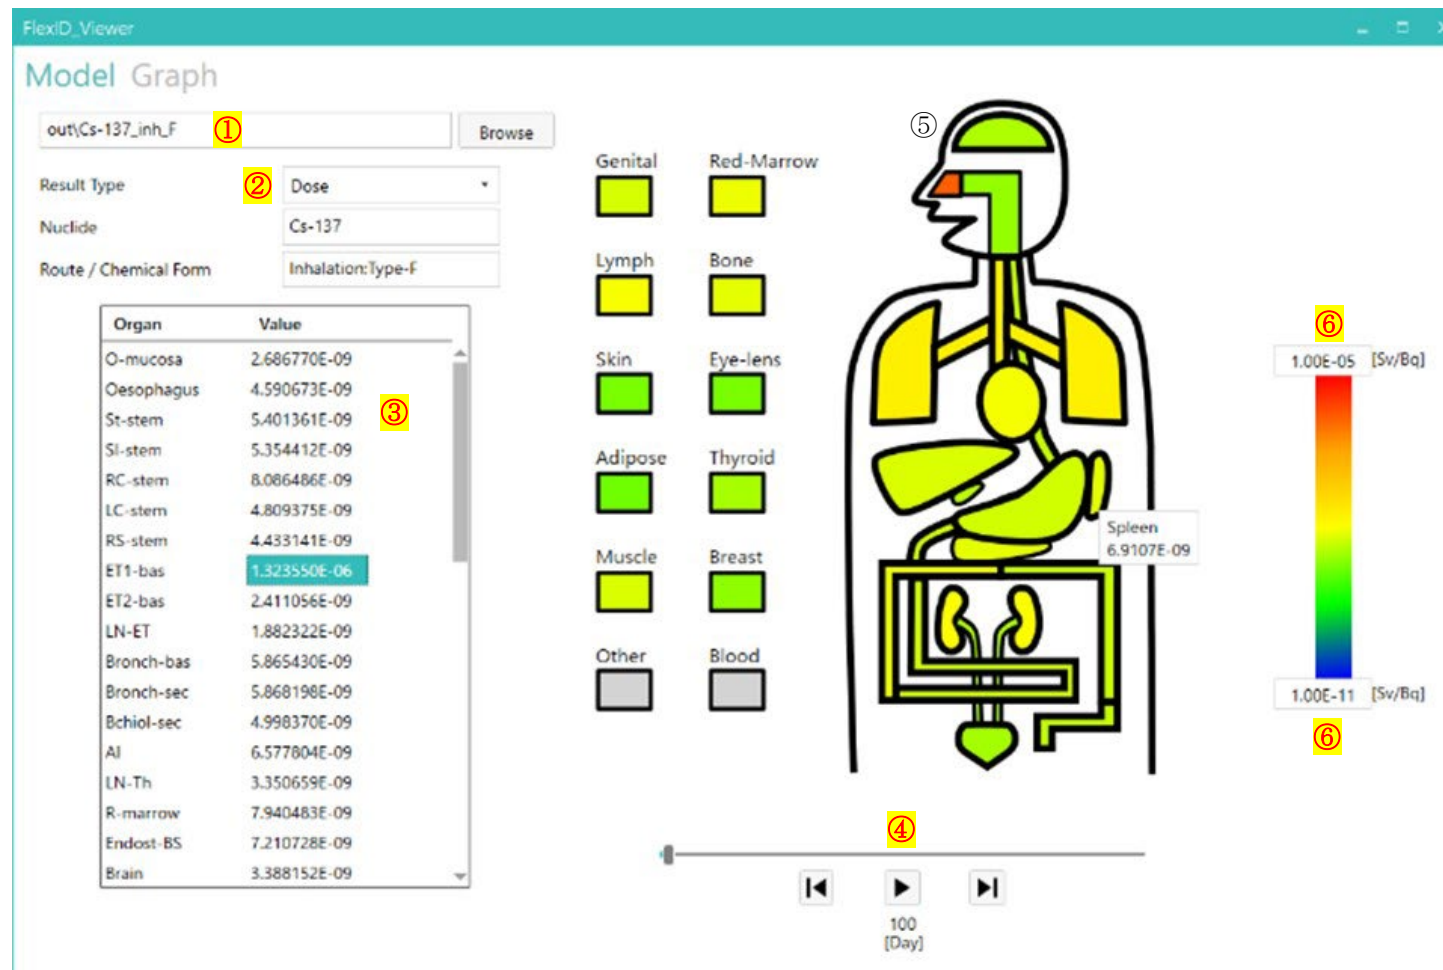 FlexID_Viewer
Model Graph
out\Cs-137_inh_F ① Browse
Result Type ② Dose
Nuclide Cs-137
Route / Chemical Form Inhalation:Type-F
Organ Value
O-mucosa 2.686770E-09
Oesophagus 4.590673E-09
③
St-stem 5.401361E-09
SI-stem 5.354412E-09
RC-stem 8.086486E-09
LC-stem 4.809375E-09
RS-stem 4.433141E-09
ET1-bas 1.323550E-06
ET2-bas 2.411056E-09
LN-ET 1.882322E-09
Bronch-bas 5.865430E-09
Bronch-sec 5.868198E-09
Bchiol-sec 4.998370E-09
AI 6.577804E-09
LN-Th 3.350659E-09
R-marrow 7.940483E-09
Endost-BS 7.210728E-09
Brain 3.388152E-09
Genital Red-Marrow
Lymph Bone
Skin Eye-lens
Adipose Thyroid
Muscle Breast
Other Blood
⑤
Spleen
6.9107E-09
⑥
1.00E-05 [Sv/Bq]
1.00E-11 [Sv/Bq]
⑥
④
100
[Day]